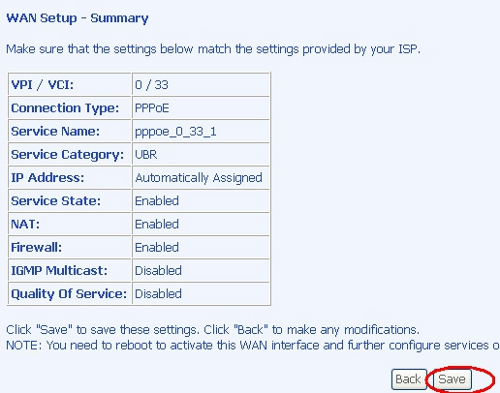 WAN Setup - Summary
Make sure that the settings below match the settings provided by your ISP.
VPI / VCI: 0 / 33
Connection Type: PPPoE
Service Name: pppoe_0_33_1
Service Category: UBR
IP Address: Automatically Assigned
Service State: Enabled
NAT: Enabled
Firewall: Enabled
IGMP Multicast: Disabled
Quality Of Service: Disabled
Click "Save" to save these settings. Click "Back" to make any modifications.
NOTE: You need to reboot to activate this WAN interface and further configure services o
Back Save